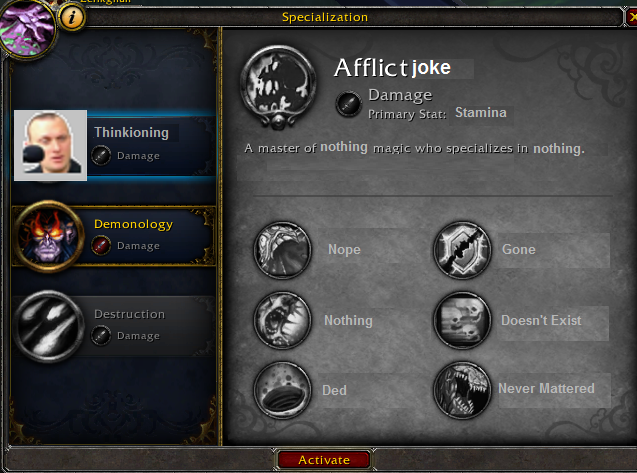 Specialization
Thinkioning
Damage
Demonology
Damage
Destruction
Damage
Afflictjoke
Damage
Primary Stat: Stamina
A master of nothing magic who specializes in nothing.
Nope
Gone
Nothing
Doesn't Exist
Ded
Never Mattered
Activate